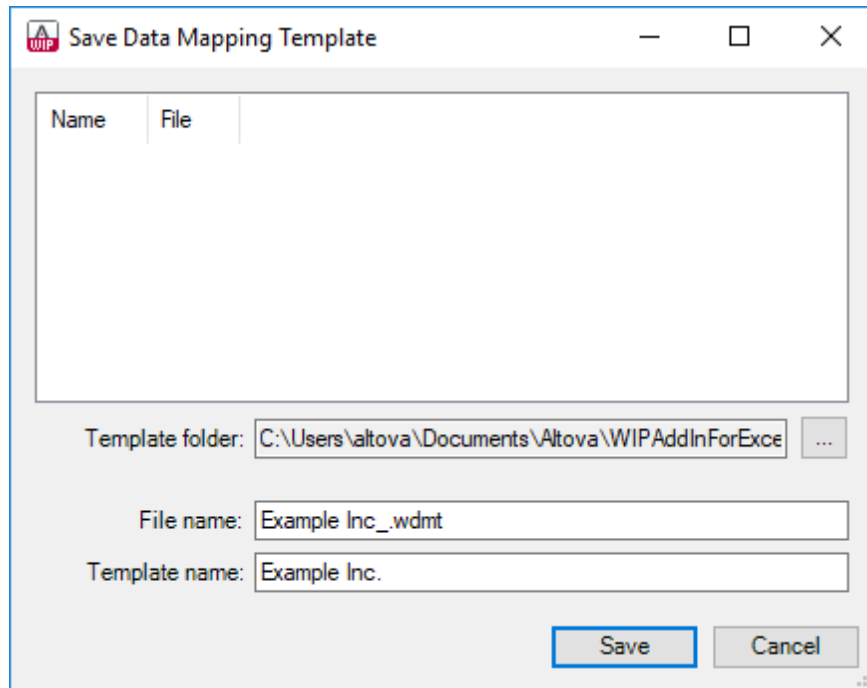 A
WIP
Save Data Mapping Template
Name File
Template folder: C:\Users\altova\Documents\Altova\WIPAddInForExce ...
File name: Example Inc_.wdmt
Template name: Example Inc.
Save Cancel